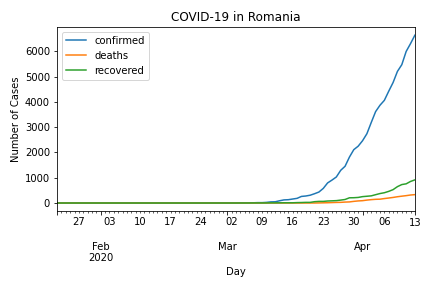 COVID-19 in Romania
confirmed
deaths
recovered
Number of Cases
6000
5000
4000
3000
2000
1000
0
27 03 10 17 24 02 09 16 23 30 06 13
Feb Mar Apr
2020
Day